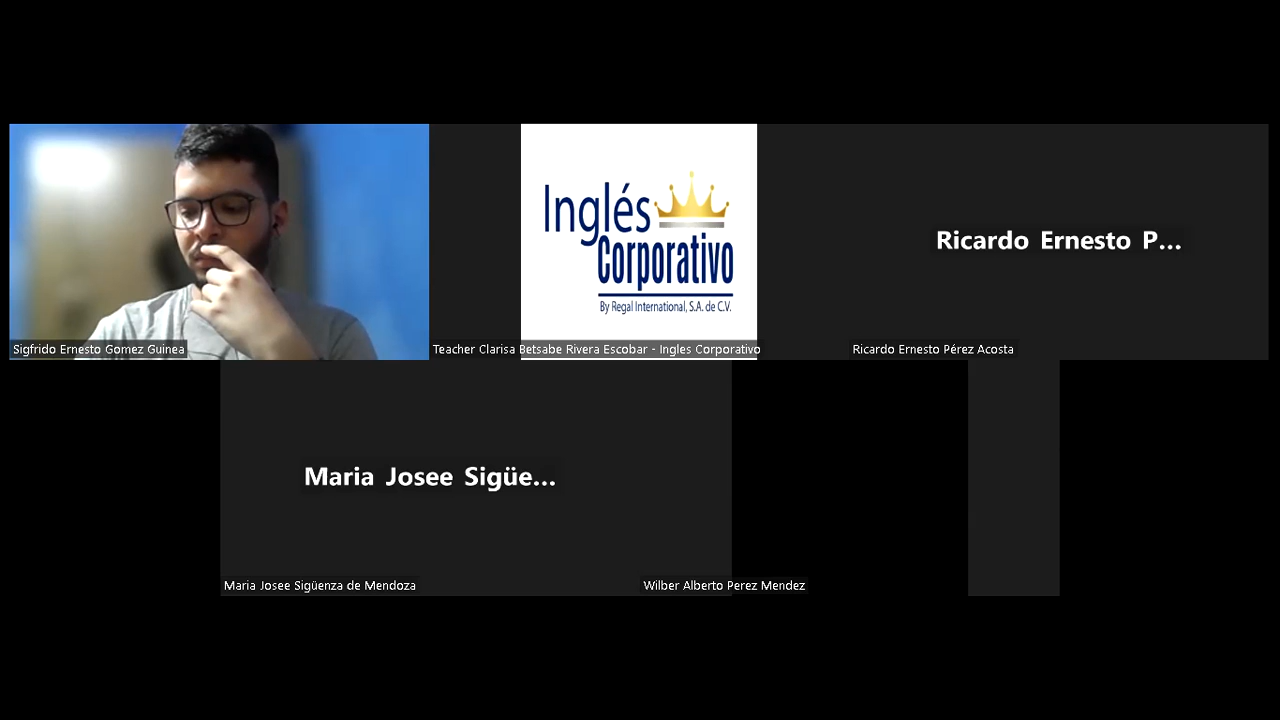 Inglés
Corporativo
By Regal International, S.A. de C.V.
Ricardo Ernesto P...
Sigfrido Ernesto Gomez Guinea
Teacher Clarisa Betsabe Rivera Escobar - Ingles Corporativo
Ricardo Ernesto Pérez Acosta
Maria Josee Sigüe...
Maria Josee Sigüenza de Mendoza
Wilber Alberto Perez Mendez